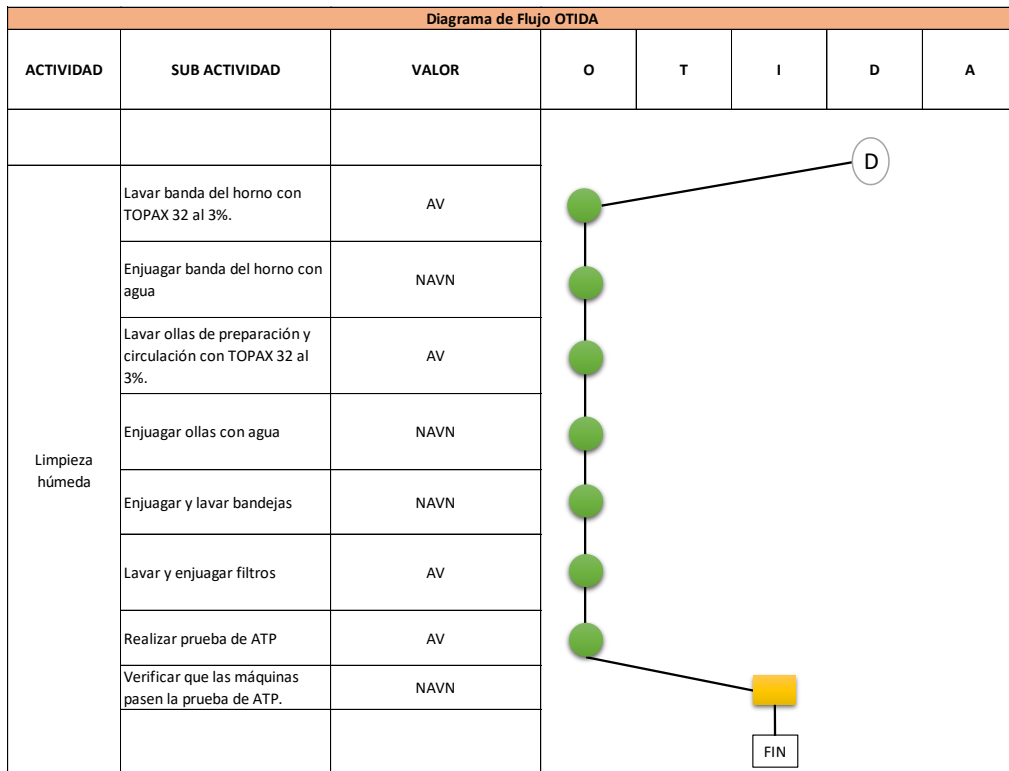 Diagrama de Flujo OTIDA
ACTIVIDAD SUB ACTIVIDAD VALOR O T I D A
D
Limpieza
húmeda
Lavar banda del horno con
TOPAX 32 al 3%.
AV
Enjuagar banda del horno con
agua
NAVN
Lavar ollas de preparación y
circulación con TOPAX 32 al
3%.
AV
Enjuagar ollas con agua
NAVN
Enjuagar y lavar bandejas
NAVN
Lavar y enjuagar filtros
AV
Realizar prueba de ATP
AV
Verificar que las máquinas
pasen la prueba de ATP.
NAVN
FIN